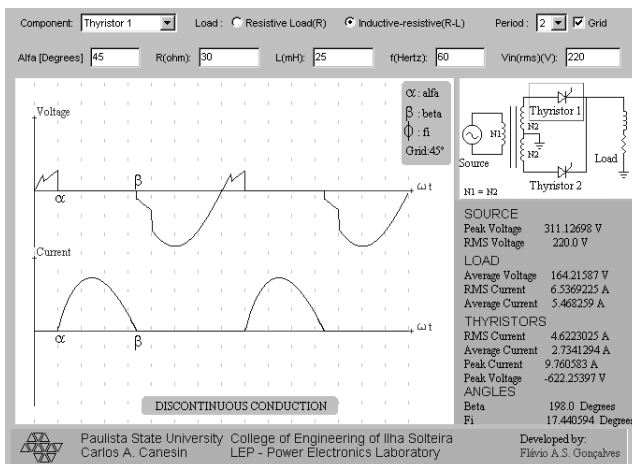 Component: Thyristor 1 Load : Resistive Load(R) Inductive-resistive(R-L) Period : 2 Grid
Alfa [Degrees] 45 R(ohm): 30 L(mH): 25 f(Hertz): 60 Vin(rms)(V): 220
Voltage
α : alfa
β : beta
ϕ : fi
Grid:45°
α
β
ωt
Current
α
β
ωt
DISCONTINUOUS CONDUCTION
Thyristor 1
N1
N2
N2
Source
Load
Thyristor 2
N1 = N2
SOURCE
Peak Voltage 311.12698 V
RMS Voltage 220.0 V
LOAD
Average Voltage 164.21587 V
RMS Current 6.5369225 A
Average Current 5.468259 A
THYRISTORS
RMS Current 4.6223025 A
Average Current 2.7341294 A
Peak Current 9.760583 A
Peak Voltage -622.25397 V
ANGLES
Beta 198.0 Degrees
Fi 17.440594 Degrees
Paulista State University College of Engineering of Ilha Solteira
Carlos A. Canesin LEP - Power Electronics Laboratory
Developed by:
Flávio A.S. Gonçalves